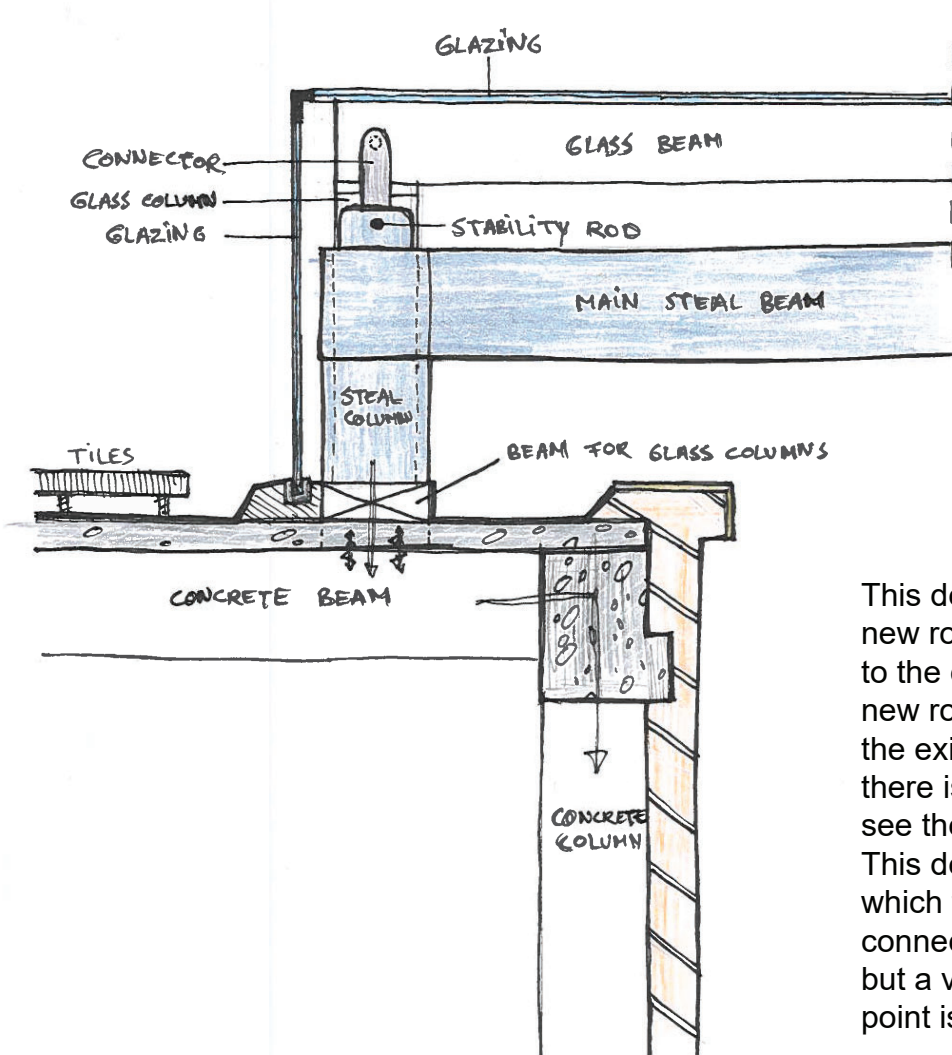 GLAZING
GLASS BEAM
CONNECTOR
GLASS COLUMN
GLAZING
STABILITY ROD
MAIN STEAL BEAM
STEAL
COLUMN
TILES
BEAM FOR GLASS COLUMNS
CONCRETE BEAM
CONCRETE
COLUMN
This de
new ro
to the
new ro
the exi
there is
see the
This de
which
connec
but a v
point is